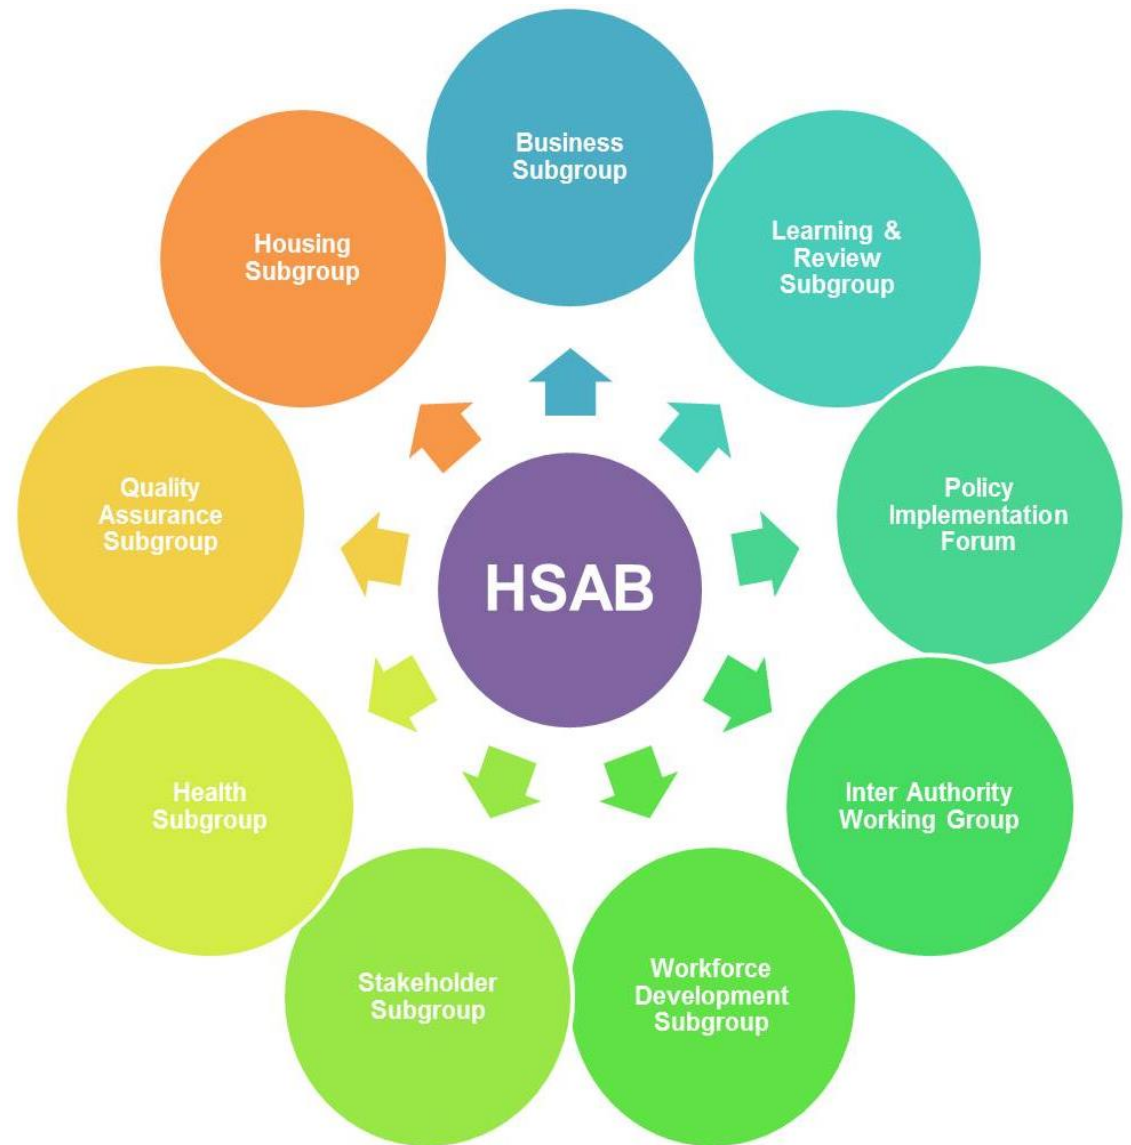 Business
Subgroup
Learning &
Review
Subgroup
Policy
Implementation
Forum
Inter Authority
Working Group
Workforce
Development
Subgroup
Stakeholder
Subgroup
Health
Subgroup
Quality
Assurance
Subgroup
Housing
Subgroup
HSAB